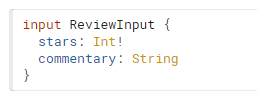 input ReviewInput {
  stars: Int!
  commentary: String
}